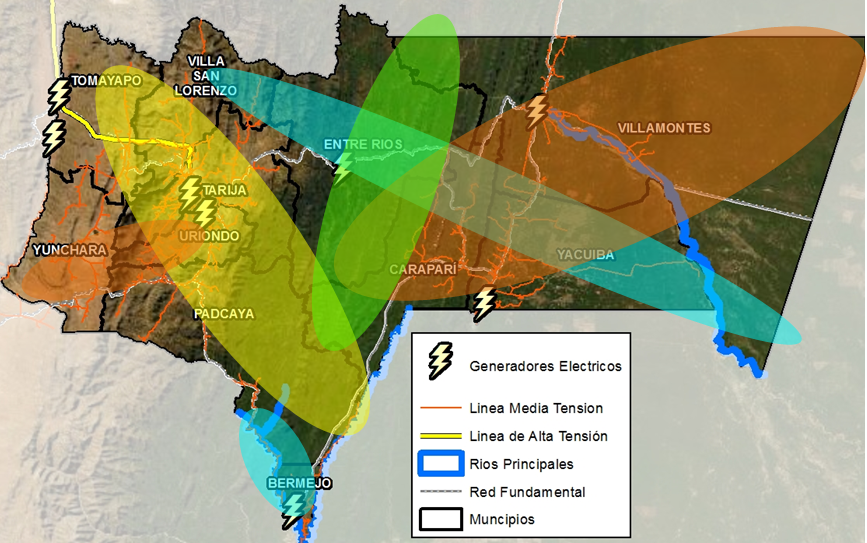 TOMAYAPO
VILLA
SAN
LORENZO
ENTRE RIOS
VILLAMONTES
TARIJA
URIONDO
YUNCHARA
CARAPARI
YACUIBA
PADCAYA
BERMEJO
Generadores Electricos
Linea Media Tension
Linea de Alta Tensión
Rios Principales
Red Fundamental
Muncipios